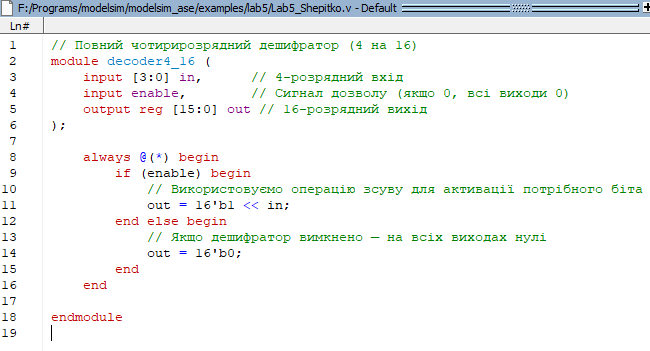 F:/Programs/modelsim/modelsim_ase/examples/lab5/Lab5_Shepitko.v - Default
Ln#
1 // Повний чотирирозрядний дешифратор (4 на 16)
2 module decoder4_16 (
3 input [3:0] in, // 4-розрядний вхід
4 input enable, // Сигнал дозволу (якщо 0, всі виходи 0)
5 output reg [15:0] out // 16-розрядний вихід
6 );
7
8 always @(*) begin
9 if (enable) begin
10 // Використовуємо операцію зсуву для активації потрібного біта
11 out = 16'b1 << in;
12 end else begin
13 // Якщо дешифратор вимкнено — на всіх виходах нулі
14 out = 16'b0;
15 end
16 end
17
18 endmodule
19